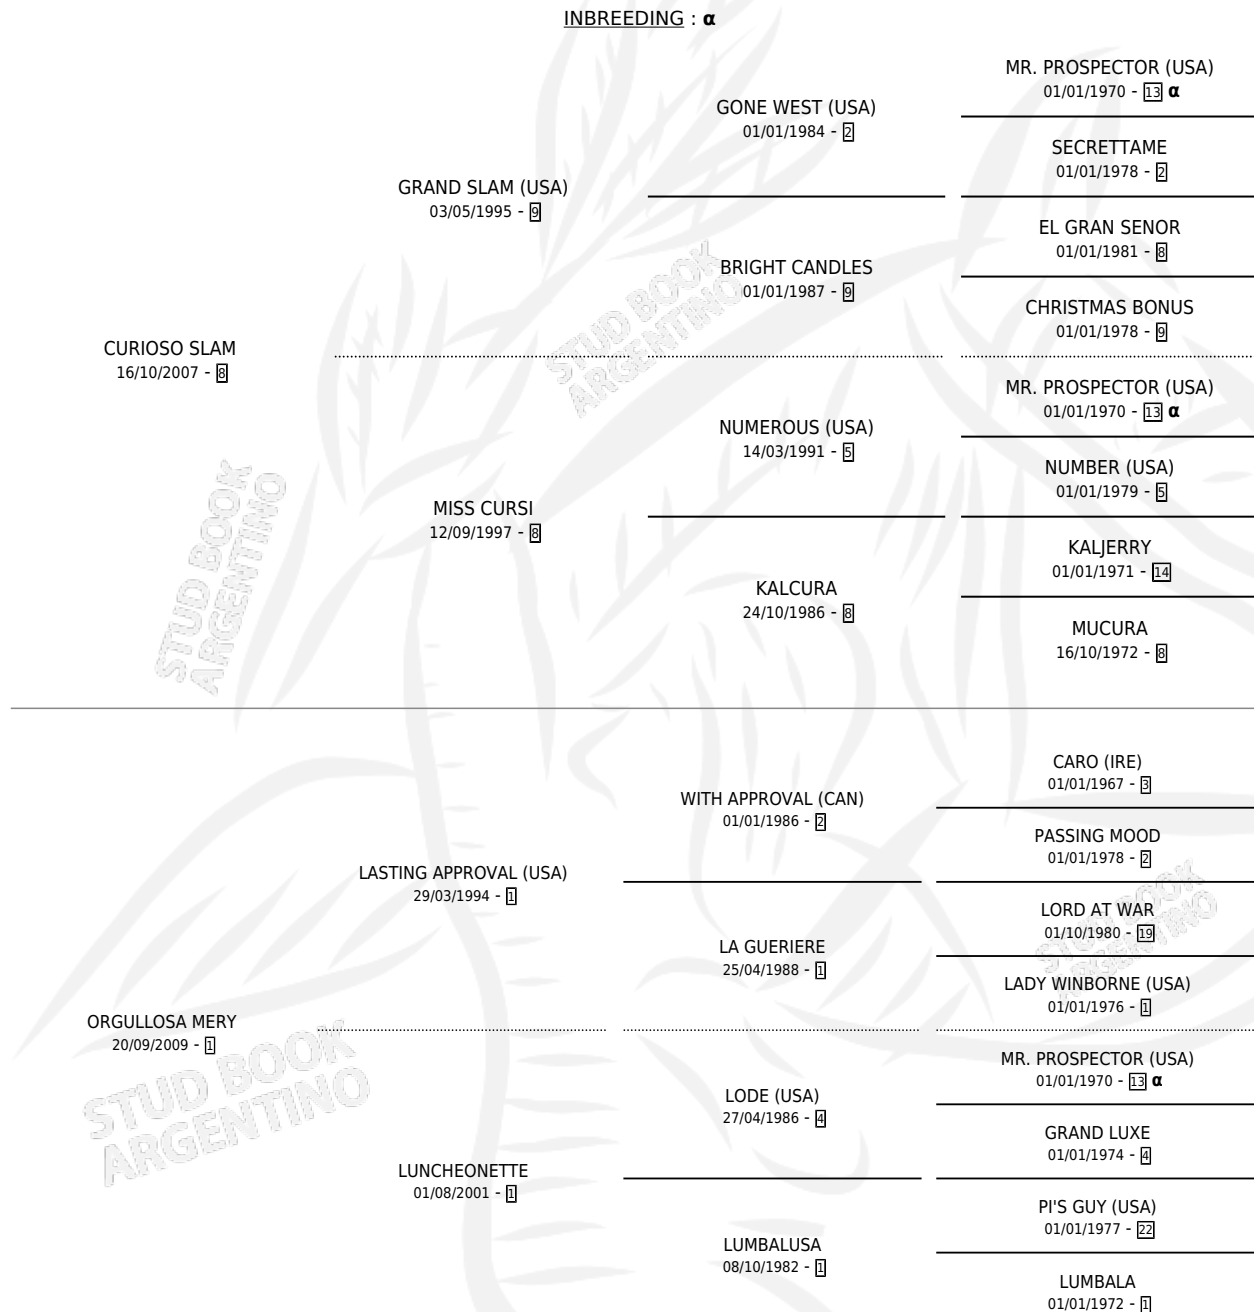 INBREEDING : α
MR. PROSPECTOR (USA)
01/01/1970 - 13 α
GONE WEST (USA)
01/01/1984 - 2
SECRETTAME
01/01/1978 - 2
GRAND SLAM (USA)
03/05/1995 - 9
EL GRAN SENOR
01/01/1981 - 8
BRIGHT CANDLES
01/01/1987 - 9
CHRISTMAS BONUS
01/01/1978 - 9
CURIOSO SLAM
16/10/2007 - 8
MR. PROSPECTOR (USA)
01/01/1970 - 13 α
NUMEROUS (USA)
14/03/1991 - 5
NUMBER (USA)
01/01/1979 - 5
MISS CURSI
12/09/1997 - 8
KALJERRY
01/01/1971 - 14
KALCURA
24/10/1986 - 8
MUCURA
16/10/1972 - 8
CARO (IRE)
01/01/1967 - 3
WITH APPROVAL (CAN)
01/01/1986 - 2
PASSING MOOD
01/01/1978 - 2
LASTING APPROVAL (USA)
29/03/1994 - 1
LORD AT WAR
01/10/1980 - 19
LA GUERIERE
25/04/1988 - 1
LADY WINBORNE (USA)
01/01/1976 - 1
ORGULLOSA MERY
20/09/2009 - 1
MR. PROSPECTOR (USA)
01/01/1970 - 13 α
LODE (USA)
27/04/1986 - 4
GRAND LUXE
01/01/1974 - 4
LUNCHEONETTE
01/08/2001 - 1
PI'S GUY (USA)
01/01/1977 - 22
LUMBALUSA
08/10/1982 - 1
LUMBALA
01/01/1972 - 1
STUD BOOK
ARGENTINO
STUD BOOK
ARGENTINO
STUD BOOK
ARGENTINO
STUD BOOK
ARGENTINO